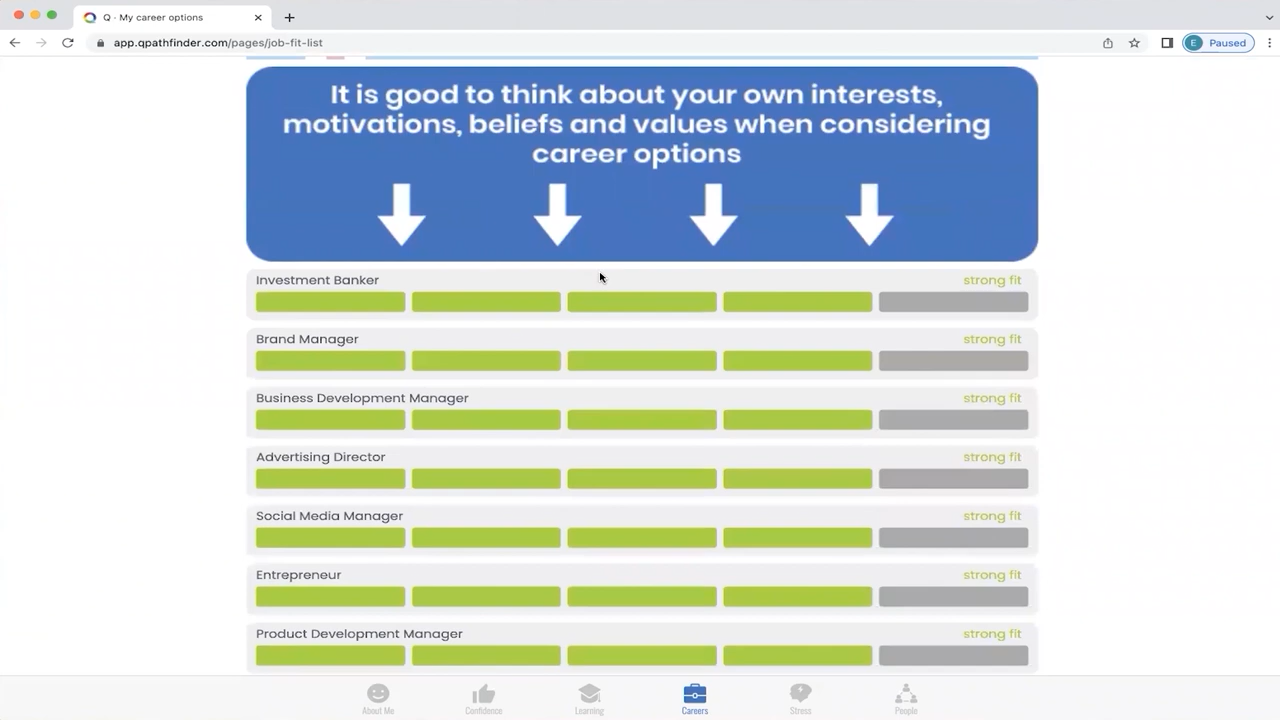 Q - My career options
app.qpathfinder.com/pages/job-fit-list
E Paused
It is good to think about your own interests,
motivations, beliefs and values when considering
career options
Investment Banker strong fit
Brand Manager strong fit
Business Development Manager strong fit
Advertising Director strong fit
Social Media Manager strong fit
Entrepreneur strong fit
Product Development Manager strong fit
About Me Confidence Learning Careers Stress People